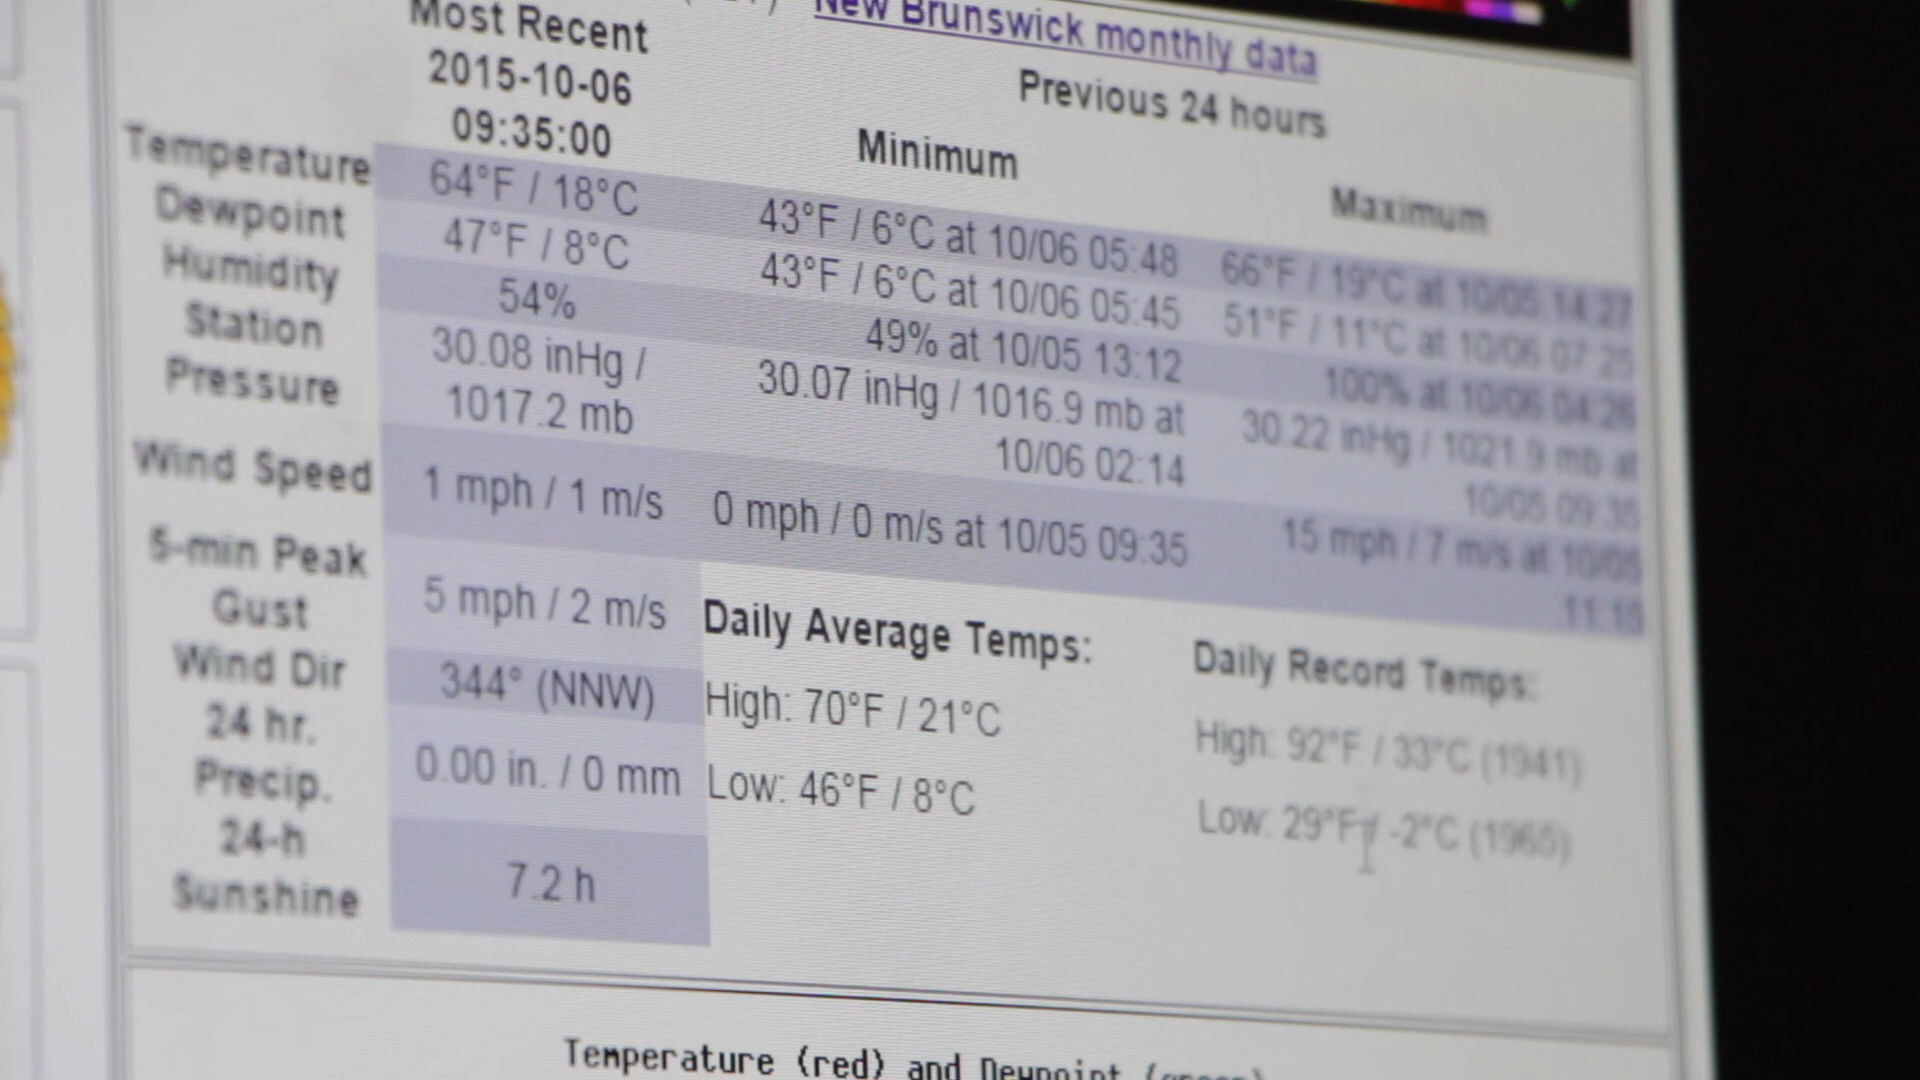 New Brunswick monthly data
Most Recent
2015-10-06
09:35:00
Previous 24 hours
Minimum
Maximum
Temperature 64°F / 18°C 43°F / 6°C at 10/06 05:48 66°F / 19°C at 10/05 14:27
Dewpoint 47°F / 8°C 43°F / 6°C at 10/06 05:45 51°F / 11°C at 10/06 07:25
Humidity 54% 49% at 10/05 13:12 100% at 10/06 04:26
Station
Pressure
30.08 inHg /
1017.2 mb
30.07 inHg / 1016.9 mb at
10/06 02:14
30.22 inHg / 1021.9 mb at
10/05 09:35
Wind Speed 1 mph / 1 m/s 0 mph / 0 m/s at 10/05 09:35 15 mph / 7 m/s at 10/05
11:15
5-min Peak
Gust
5 mph / 2 m/s
Wind Dir 344° (NNW)
24 hr.
Precip.
0.00 in. / 0 mm
24-h
Sunshine
7.2 h
Daily Average Temps:
High: 70°F / 21°C
Low: 46°F / 8°C
Daily Record Temps:
High: 92°F / 33°C (1941)
Low: 29°F / -2°C (1965)
Temperature (red) and Dewpoint (green)